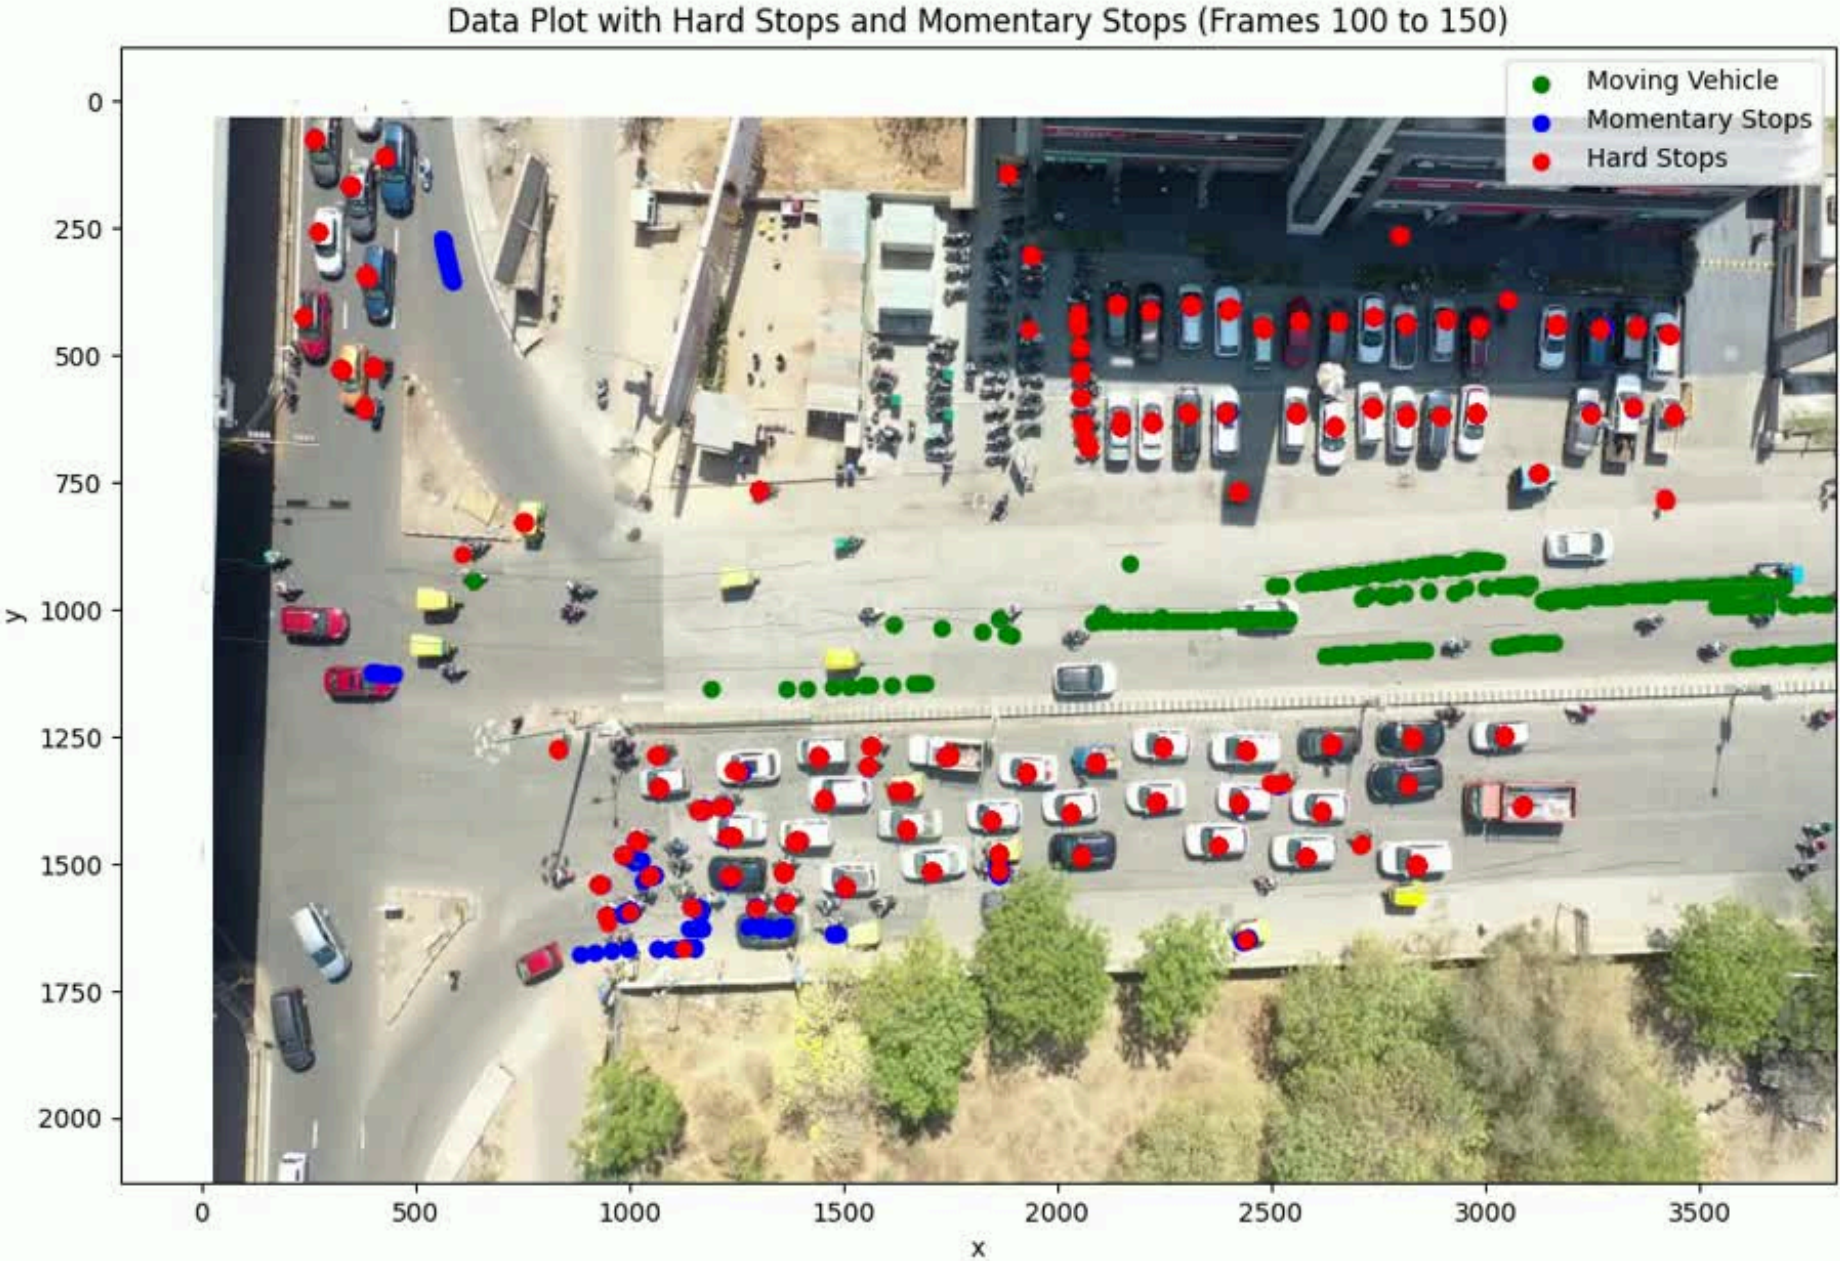 Data Plot with Hard Stops and Momentary Stops (Frames 100 to 150)
Moving Vehicle
Momentary Stops
Hard Stops
0
250
500
750
1000
1250
1500
1750
2000
y
0
500
1000
1500
2000
2500
3000
3500
x